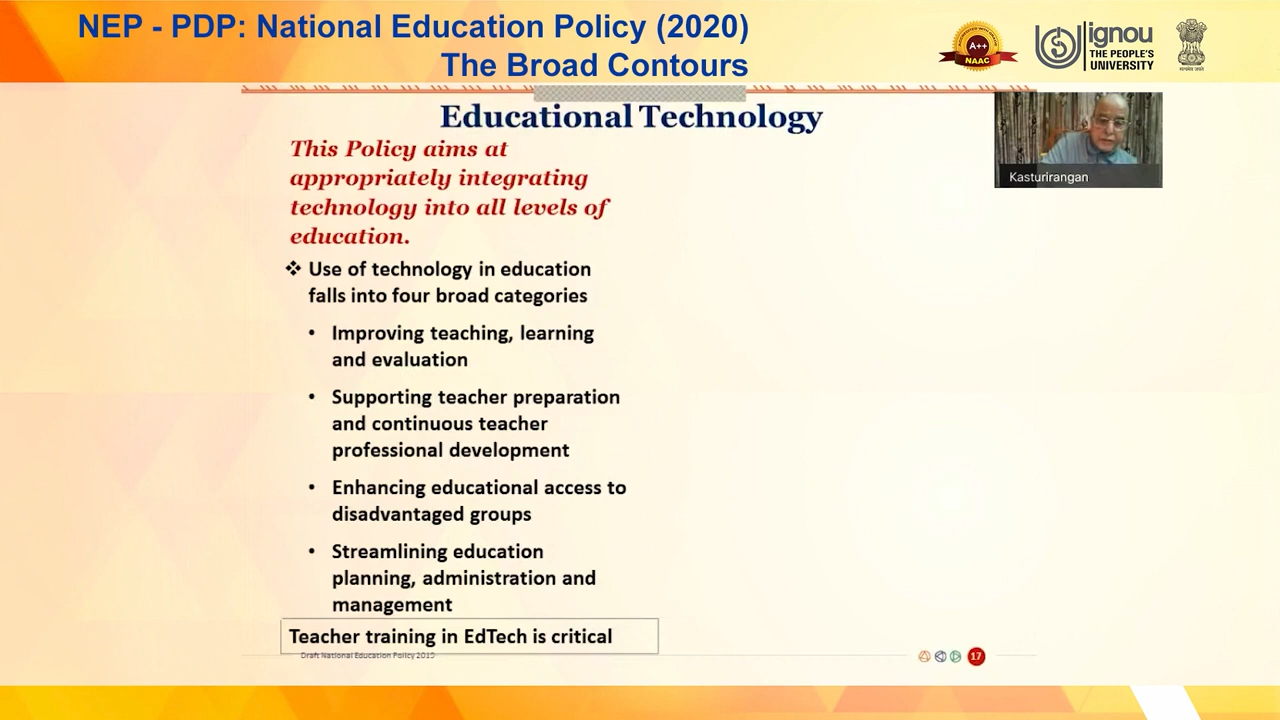 NEP - PDP: National Education Policy (2020)
The Broad Contours
A++
NAAC
ignou
THE PEOPLE'S
UNIVERSITY
Educational Technology
Kasturirangan
This Policy aims at
appropriately integrating
technology into all levels of
education.
❖ Use of technology in education
falls into four broad categories
• Improving teaching, learning
and evaluation
• Supporting teacher preparation
and continuous teacher
professional development
• Enhancing educational access to
disadvantaged groups
• Streamlining education
planning, administration and
management
Teacher training in EdTech is critical
Draft National Education Policy 2019
17